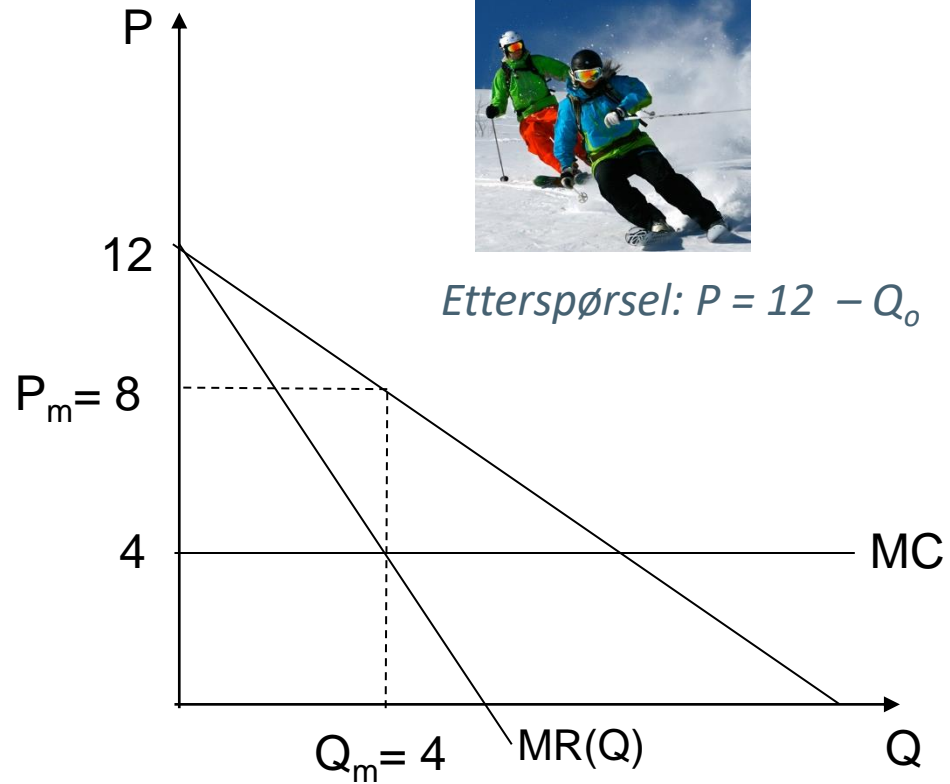 P
12
Etterspørsel: P = 12 – Qₒ
Pₘ= 8
4
MC
Qₘ= 4
MR(Q)
Q